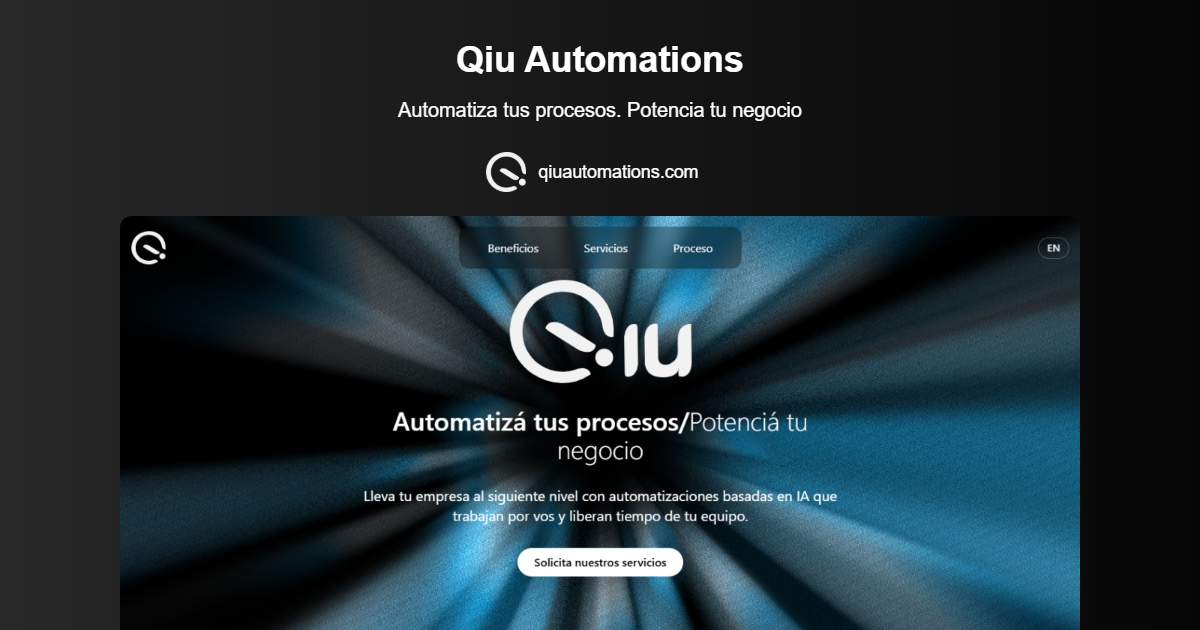 Qiu Automations
Automatiza tus procesos. Potencia tu negocio
qiuautomations.com
Beneficios Servicios Proceso EN
Qiu
Automatizá tus procesos/Potenciá tu
negocio
Lleva tu empresa al siguiente nivel con automatizaciones basadas en IA que
trabajan por vos y liberan tiempo de tu equipo.
Solicita nuestros servicios